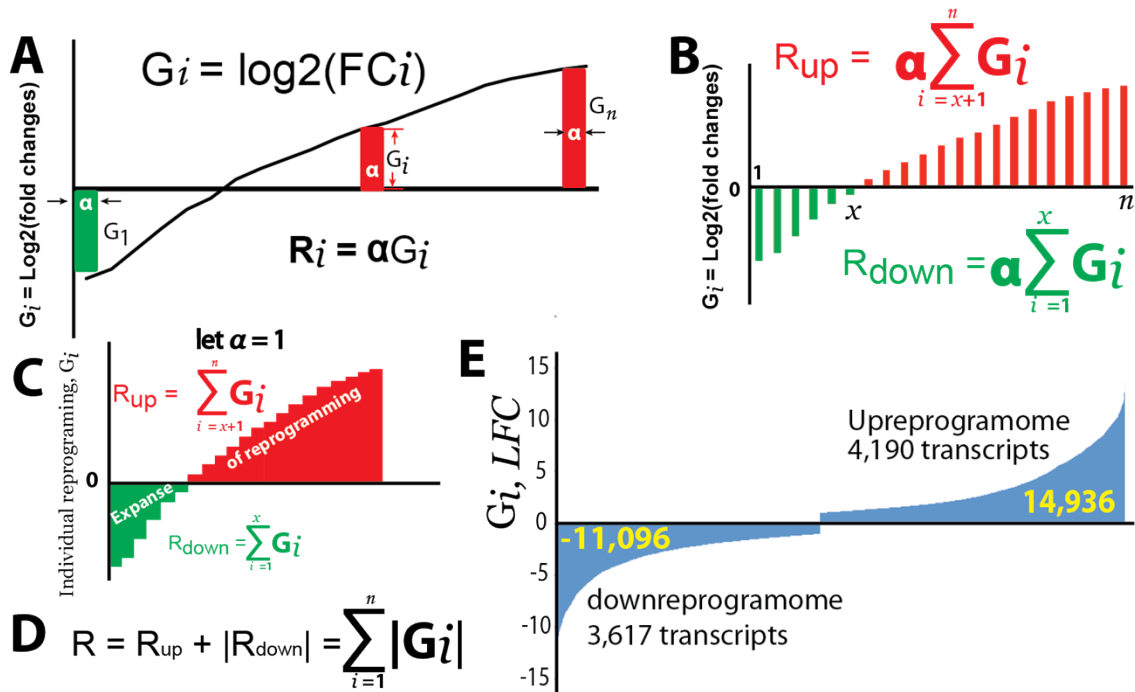 A
G𝑖 = log2(FC𝑖)
G𝑖 = Log2(fold changes)
α
G1
α
G𝑖
α
G𝑛
R𝑖 = αG𝑖
B
Rup = α∑G𝑖
n
i = x+1
G𝑖 = Log2(fold changes)
1
0
x
n
Rdown = α∑G𝑖
x
i = 1
C
let α = 1
Individual reprograming, G𝑖
Rup = ∑G𝑖
n
i = x+1
0
Expanse of reprogramming
Rdown = ∑G𝑖
x
i = 1
D
R = Rup + |Rdown| = ∑|G𝑖|
n
i = 1
E
Gi, LFC
15
10
5
0
-5
-10
-15
Upreprogramome
4,190 transcripts
14,936
-11,096
downreprogramome
3,617 transcripts